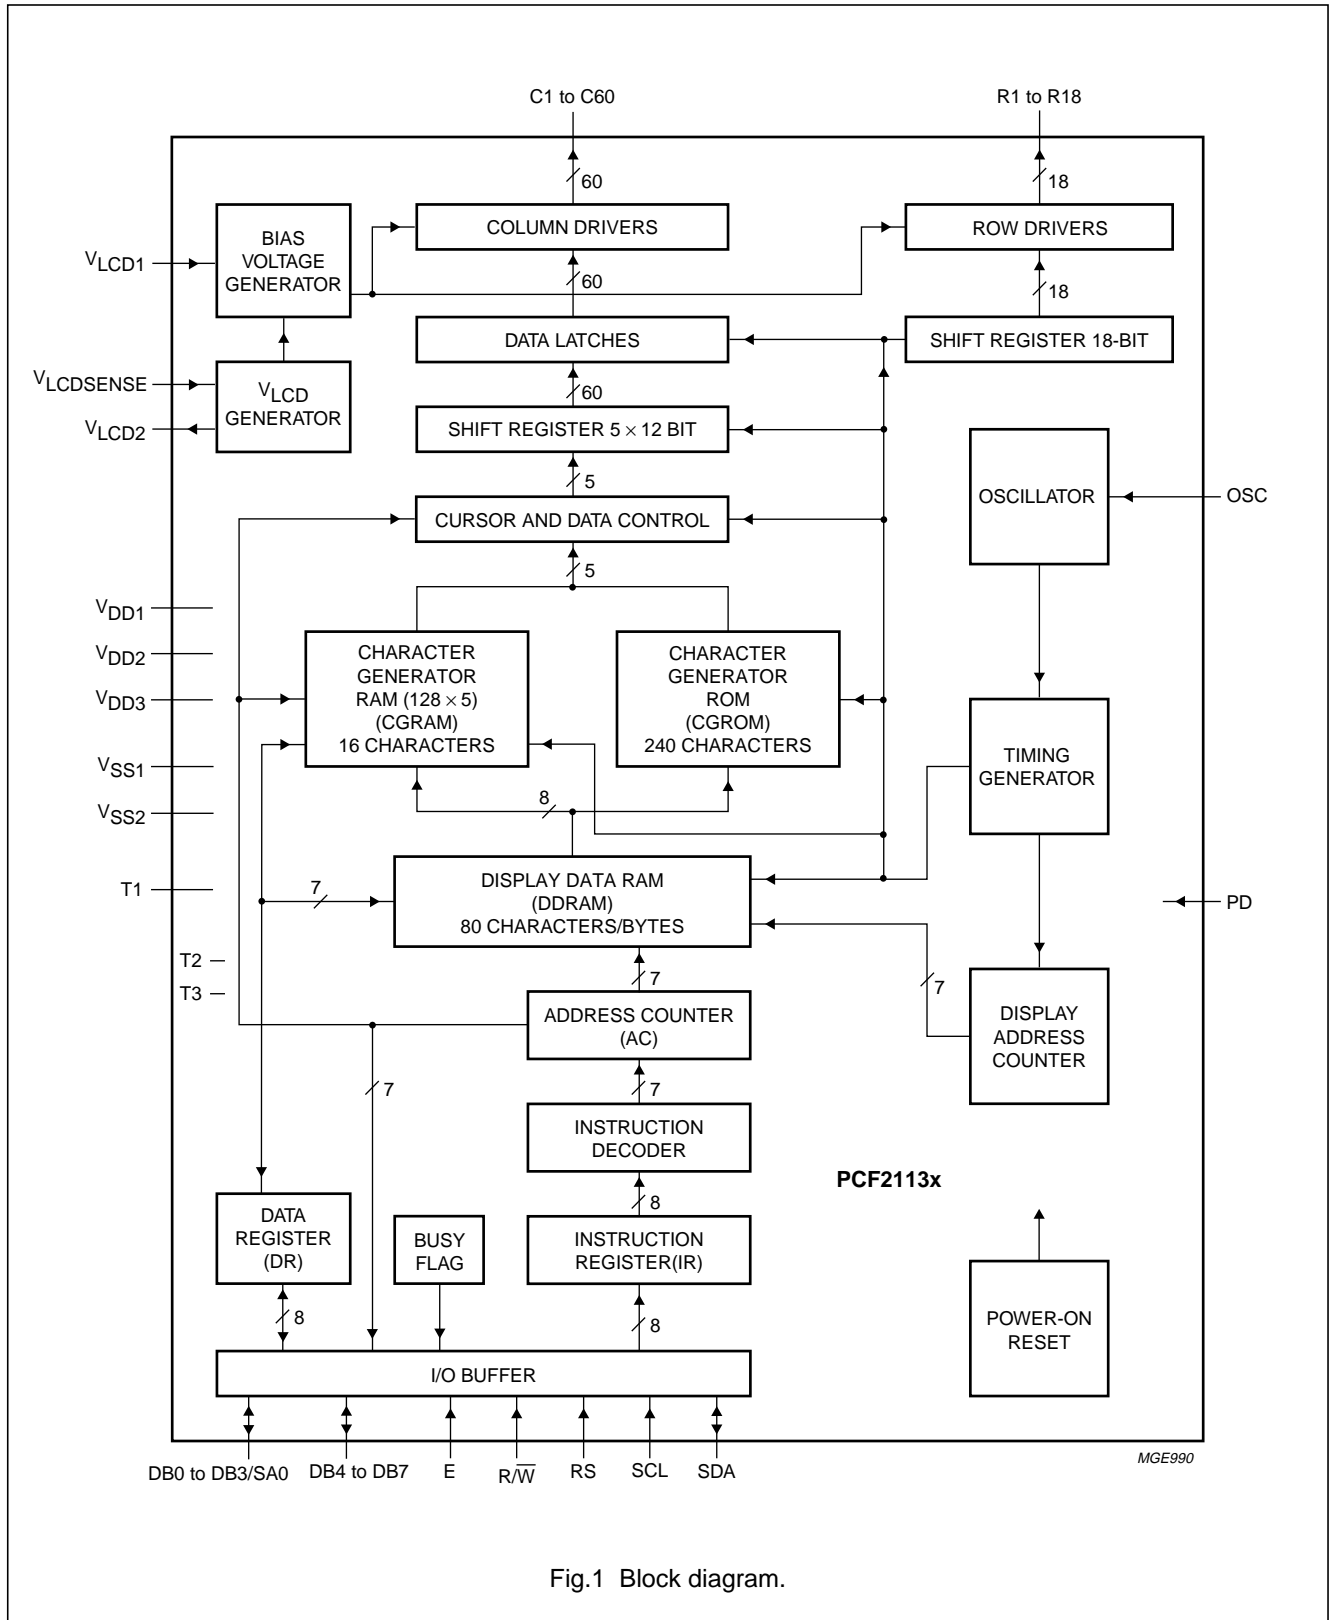 C1 to C60
R1 to R18
60
18
BIAS
VOLTAGE
GENERATOR
COLUMN DRIVERS
ROW DRIVERS
VLCD1
60
18
DATA LATCHES
SHIFT REGISTER 18-BIT
VLCDSENSE
VLCD
GENERATOR
VLCD2
60
SHIFT REGISTER 5 × 12 BIT
5
OSCILLATOR
OSC
CURSOR AND DATA CONTROL
5
VDD1
VDD2
VDD3
VSS1
VSS2
CHARACTER
GENERATOR
RAM (128 × 5)
(CGRAM)
16 CHARACTERS
CHARACTER
GENERATOR
ROM
(CGROM)
240 CHARACTERS
TIMING
GENERATOR
8
T1
7
DISPLAY DATA RAM
(DDRAM)
80 CHARACTERS/BYTES
PD
T2
T3
7
7
ADDRESS COUNTER
(AC)
DISPLAY
ADDRESS
COUNTER
7
7
INSTRUCTION
DECODER
PCF2113x
8
DATA
REGISTER
(DR)
BUSY
FLAG
INSTRUCTION
REGISTER(IR)
8
8
POWER-ON
RESET
I/O BUFFER
DB0 to DB3/SA0
DB4 to DB7
E
R/W̅
RS
SCL
SDA
MGE990
Fig.1 Block diagram.